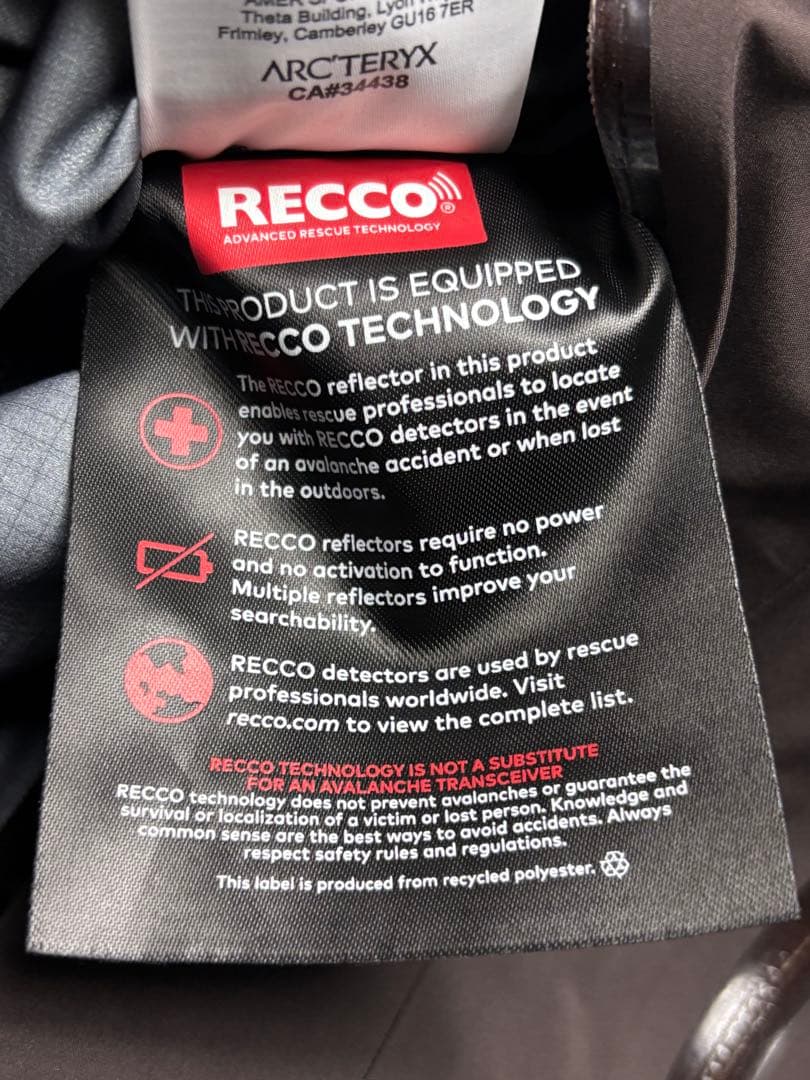 Theta Building, Lyon
Frimley, Camberley GU16 7ER
ARC'TERYX
CA#34438
RECCO®
ADVANCED RESCUE TECHNOLOGY
THIS PRODUCT IS EQUIPPED
WITH RECCO TECHNOLOGY
The RECCO reflector in this product
enables rescue professionals to locate
you with RECCO detectors in the event
of an avalanche accident or when lost
in the outdoors.
RECCO reflectors require no power
and no activation to function.
Multiple reflectors improve your
searchability.
RECCO detectors are used by rescue
professionals worldwide. Visit
recco.com to view the complete list.
RECCO TECHNOLOGY IS NOT A SUBSTITUTE
FOR AN AVALANCHE TRANSCEIVER
RECCO technology does not prevent avalanches or guarantee the
survival or localization of a victim or lost person. Knowledge and
common sense are the best ways to avoid accidents. Always
respect safety rules and regulations.
This label is produced from recycled polyester.